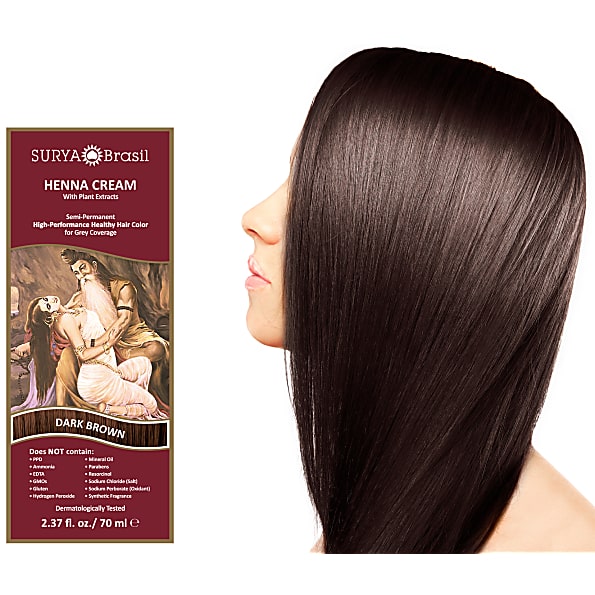 SURYA Brasil
HENNA CREAM
With Plant Extracts
Semi-Permanent
High-Performance Healthy Hair Color
for Grey Coverage
DARK BROWN
Does NOT contain:
• PPD • Mineral Oil
• Ammonia • Parabens
• EDTA • Resorcinol
• GMOs • Sodium Chloride (Salt)
• Gluten • Sodium Perborate (Oxidant)
• Hydrogen Peroxide • Synthetic Fragrance
Dermatologically Tested
2.37 fl. oz./ 70 ml ℮